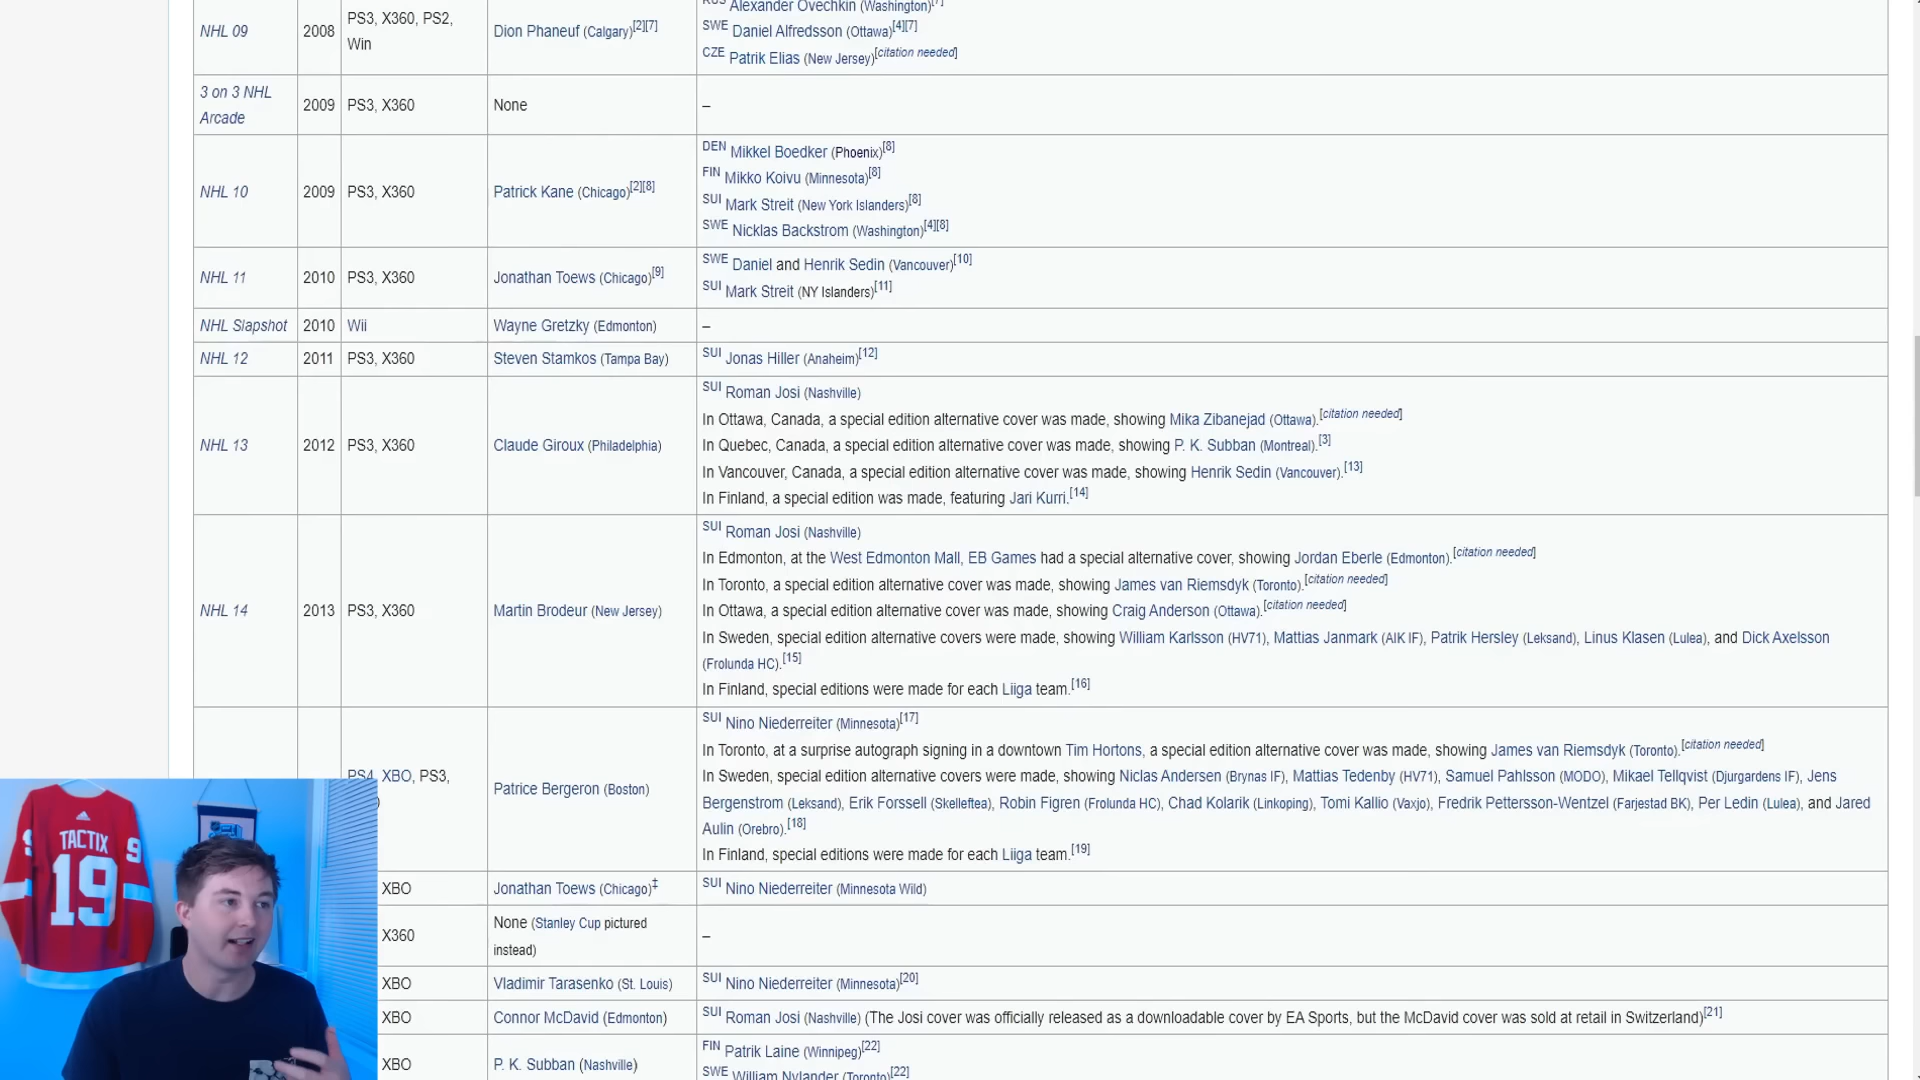 NHL 09 2008 PS3, X360, PS2, Win Dion Phaneuf (Calgary)[2][7]
RUS Alexander Ovechkin (Washington)[7]
SWE Daniel Alfredsson (Ottawa)[4][7]
CZE Patrik Elias (New Jersey)[citation needed]
3 on 3 NHL Arcade 2009 PS3, X360 None –
NHL 10 2009 PS3, X360 Patrick Kane (Chicago)[2][8]
DEN Mikkel Boedker (Phoenix)[8]
FIN Mikko Koivu (Minnesota)[8]
SUI Mark Streit (New York Islanders)[8]
SWE Nicklas Backstrom (Washington)[4][8]
NHL 11 2010 PS3, X360 Jonathan Toews (Chicago)[9]
SWE Daniel and Henrik Sedin (Vancouver)[10]
SUI Mark Streit (NY Islanders)[11]
NHL Slapshot 2010 Wii Wayne Gretzky (Edmonton) –
NHL 12 2011 PS3, X360 Steven Stamkos (Tampa Bay) SUI Jonas Hiller (Anaheim)[12]
NHL 13 2012 PS3, X360 Claude Giroux (Philadelphia)
SUI Roman Josi (Nashville)
In Ottawa, Canada, a special edition alternative cover was made, showing Mika Zibanejad (Ottawa).[citation needed]
In Quebec, Canada, a special edition alternative cover was made, showing P. K. Subban (Montreal).[3]
In Vancouver, Canada, a special edition alternative cover was made, showing Henrik Sedin (Vancouver).[13]
In Finland, a special edition was made, featuring Jari Kurri.[14]
NHL 14 2013 PS3, X360 Martin Brodeur (New Jersey)
SUI Roman Josi (Nashville)
In Edmonton, at the West Edmonton Mall, EB Games had a special alternative cover, showing Jordan Eberle (Edmonton).[citation needed]
In Toronto, a special edition alternative cover was made, showing James van Riemsdyk (Toronto).[citation needed]
In Ottawa, a special edition alternative cover was made, showing Craig Anderson (Ottawa).[citation needed]
In Sweden, special edition alternative covers were made, showing William Karlsson (HV71), Mattias Janmark (AIK IF), Patrik Hersley (Leksand), Linus Klasen (Lulea), and Dick Axelsson
(Frolunda HC).[15]
In Finland, special editions were made for each Liiga team.[16]
PS4, XBO, PS3, Patrice Bergeron (Boston)
SUI Nino Niederreiter (Minnesota)[17]
In Toronto, at a surprise autograph signing in a downtown Tim Hortons, a special edition alternative cover was made, showing James van Riemsdyk (Toronto).[citation needed]
In Sweden, special edition alternative covers were made, showing Niclas Andersen (Brynas IF), Mattias Tedenby (HV71), Samuel Pahlsson (MODO), Mikael Tellqvist (Djurgardens IF), Jens
Bergenstrom (Leksand), Erik Forssell (Skelleftea), Robin Figren (Frolunda HC), Chad Kolarik (Linkoping), Tomi Kallio (Vaxjo), Fredrik Pettersson-Wentzel (Farjestad BK), Per Ledin (Lulea), and Jared
Aulin (Orebro).[18]
In Finland, special editions were made for each Liiga team.[19]
XBO Jonathan Toews (Chicago)‡ SUI Nino Niederreiter (Minnesota Wild)
X360 None (Stanley Cup pictured instead) –
XBO Vladimir Tarasenko (St. Louis) SUI Nino Niederreiter (Minnesota)[20]
XBO Connor McDavid (Edmonton) SUI Roman Josi (Nashville) (The Josi cover was officially released as a downloadable cover by EA Sports, but the McDavid cover was sold at retail in Switzerland)[21]
XBO P. K. Subban (Nashville)
FIN Patrik Laine (Winnipeg)[22]
SWE William Nylander (Toronto)[22]
9 TACTIX 9
19